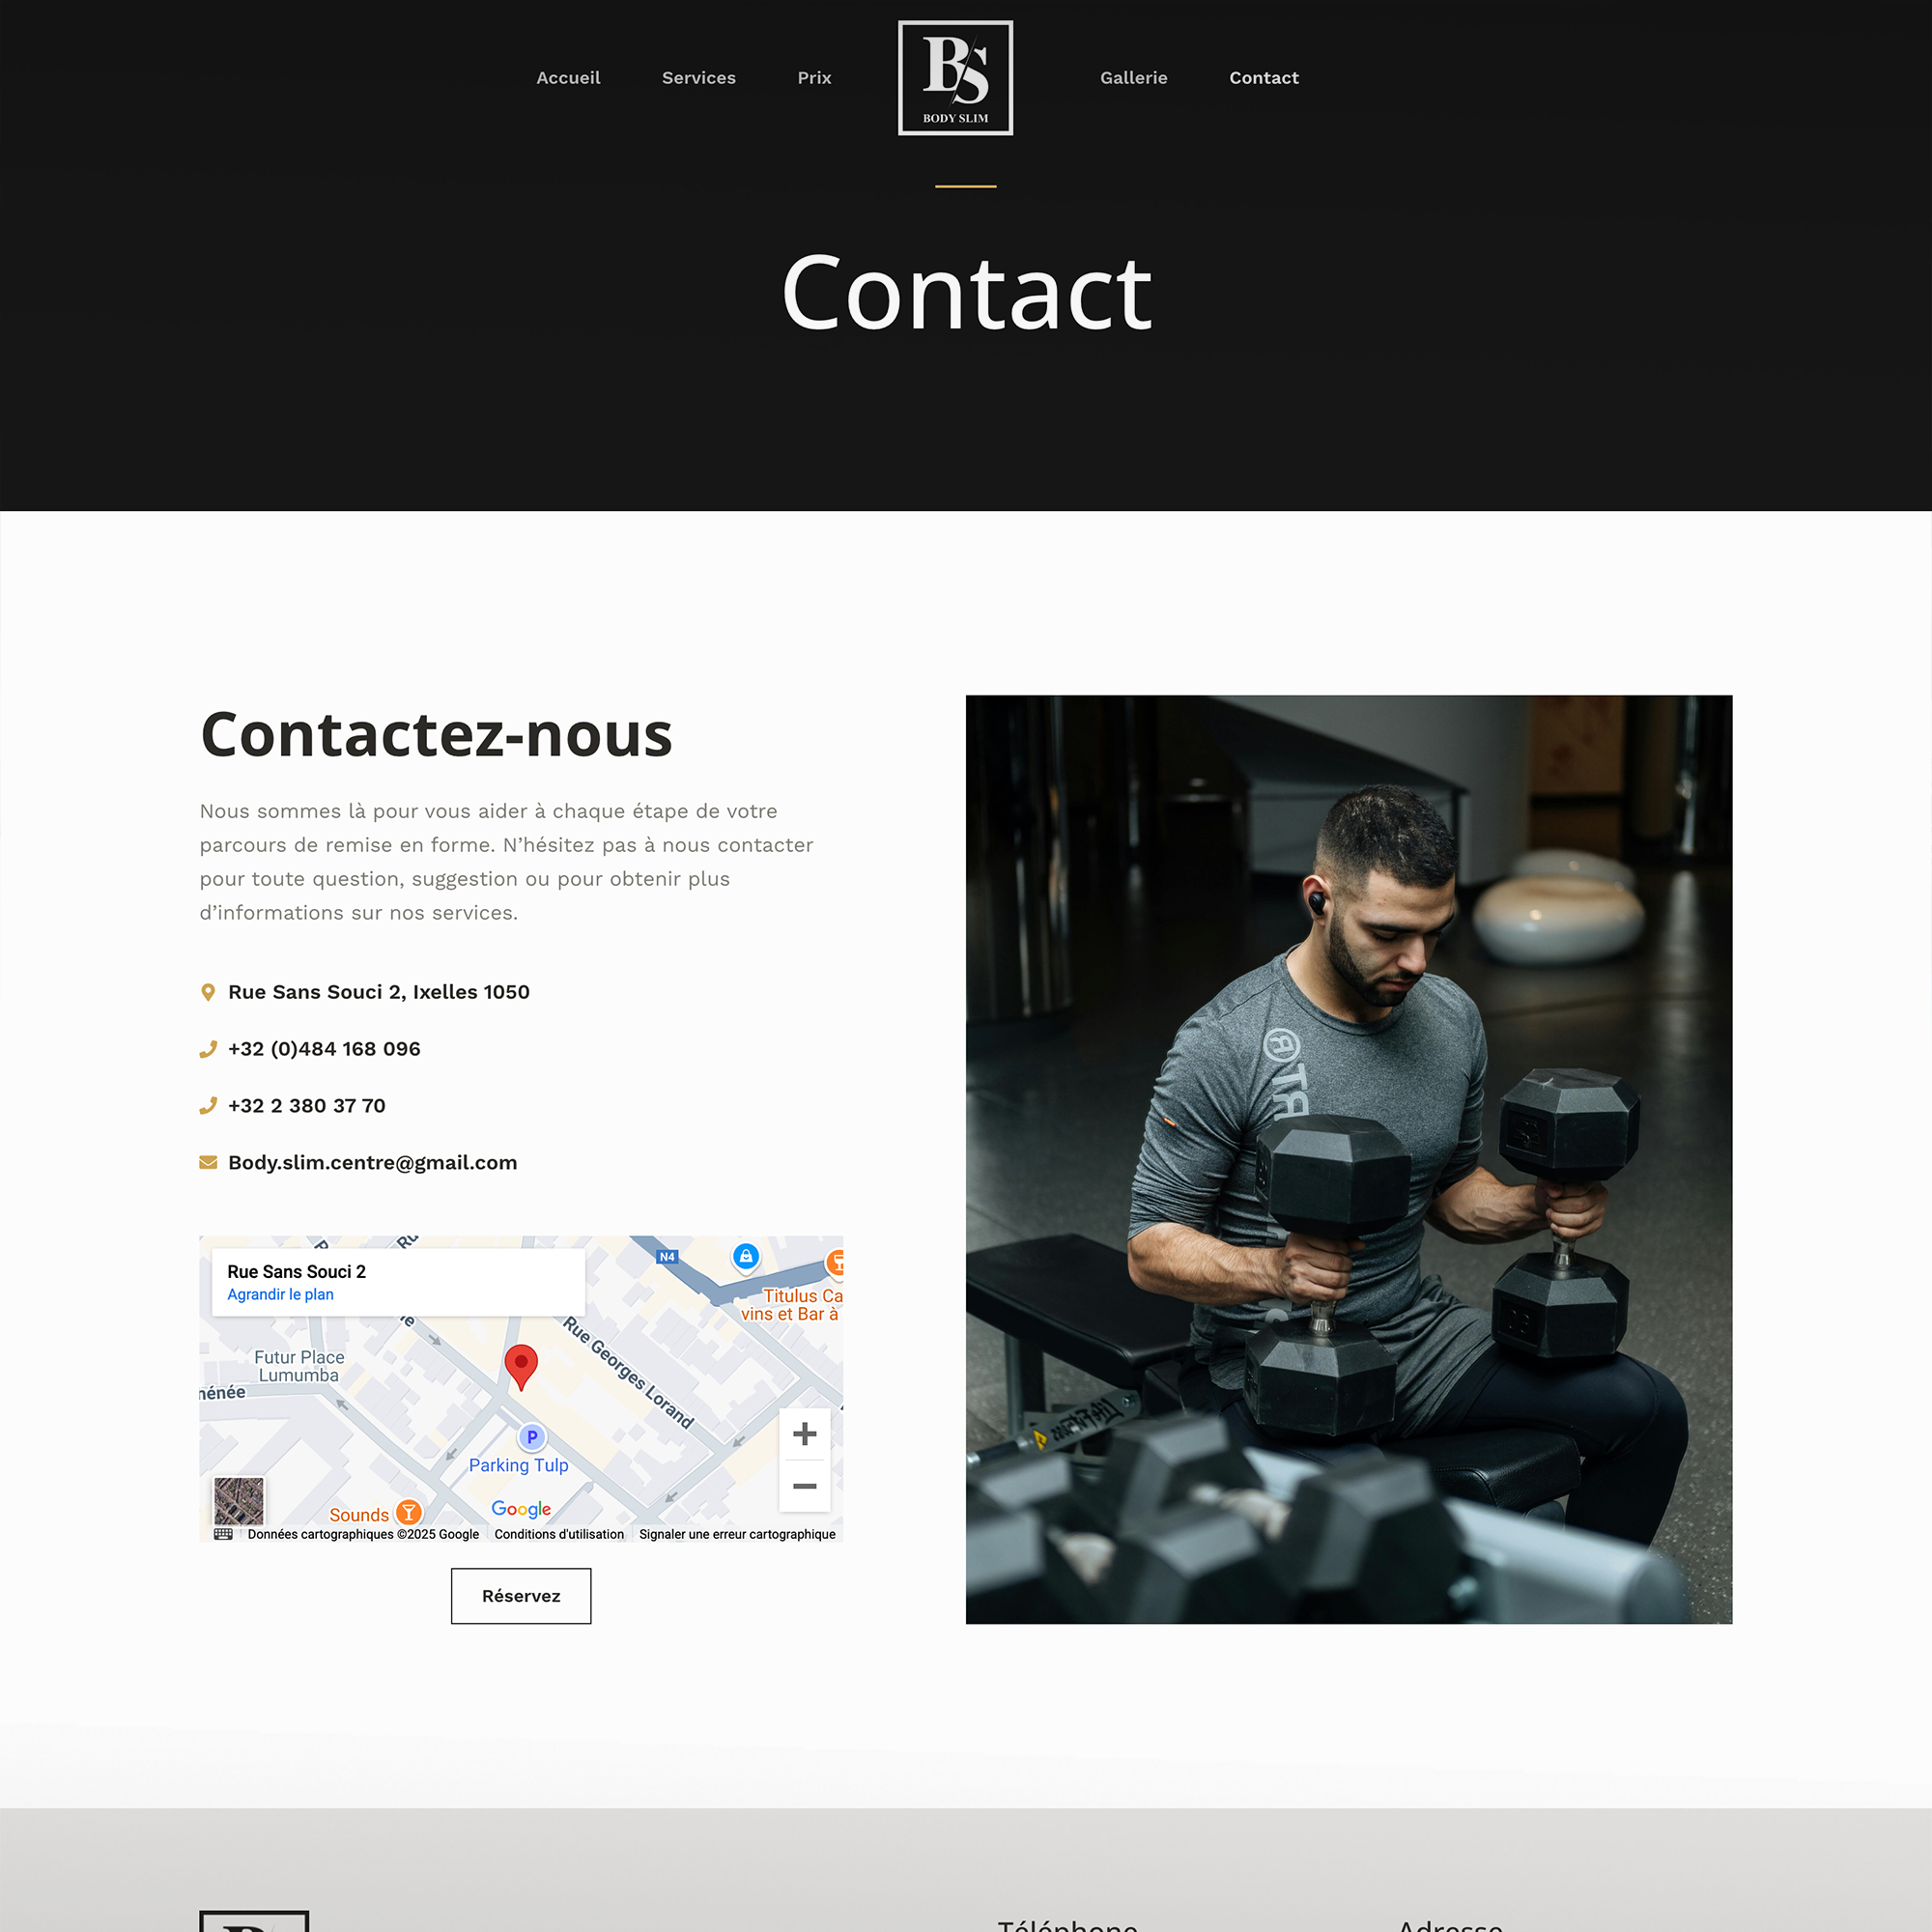 Accueil Services Prix Gallerie Contact
BS
BODY SLIM
Contact
Contactez-nous
Nous sommes là pour vous aider à chaque étape de votre
parcours de remise en forme. N’hésitez pas à nous contacter
pour toute question, suggestion ou pour obtenir plus
d’informations sur nos services.
Rue Sans Souci 2, Ixelles 1050
+32 (0)484 168 096
+32 2 380 37 70
Body.slim.centre@gmail.com
Rue Sans Souci 2
Agrandir le plan
N4
Titulus Ca
vins et Bar à
Rue Georges Lorand
Futur Place
Lumumba
nénée
P
Parking Tulp
Sounds
Google
Données cartographiques ©2025 Google
Conditions d'utilisation
Signaler une erreur cartographique
Réservez
Téléphone
Adresse